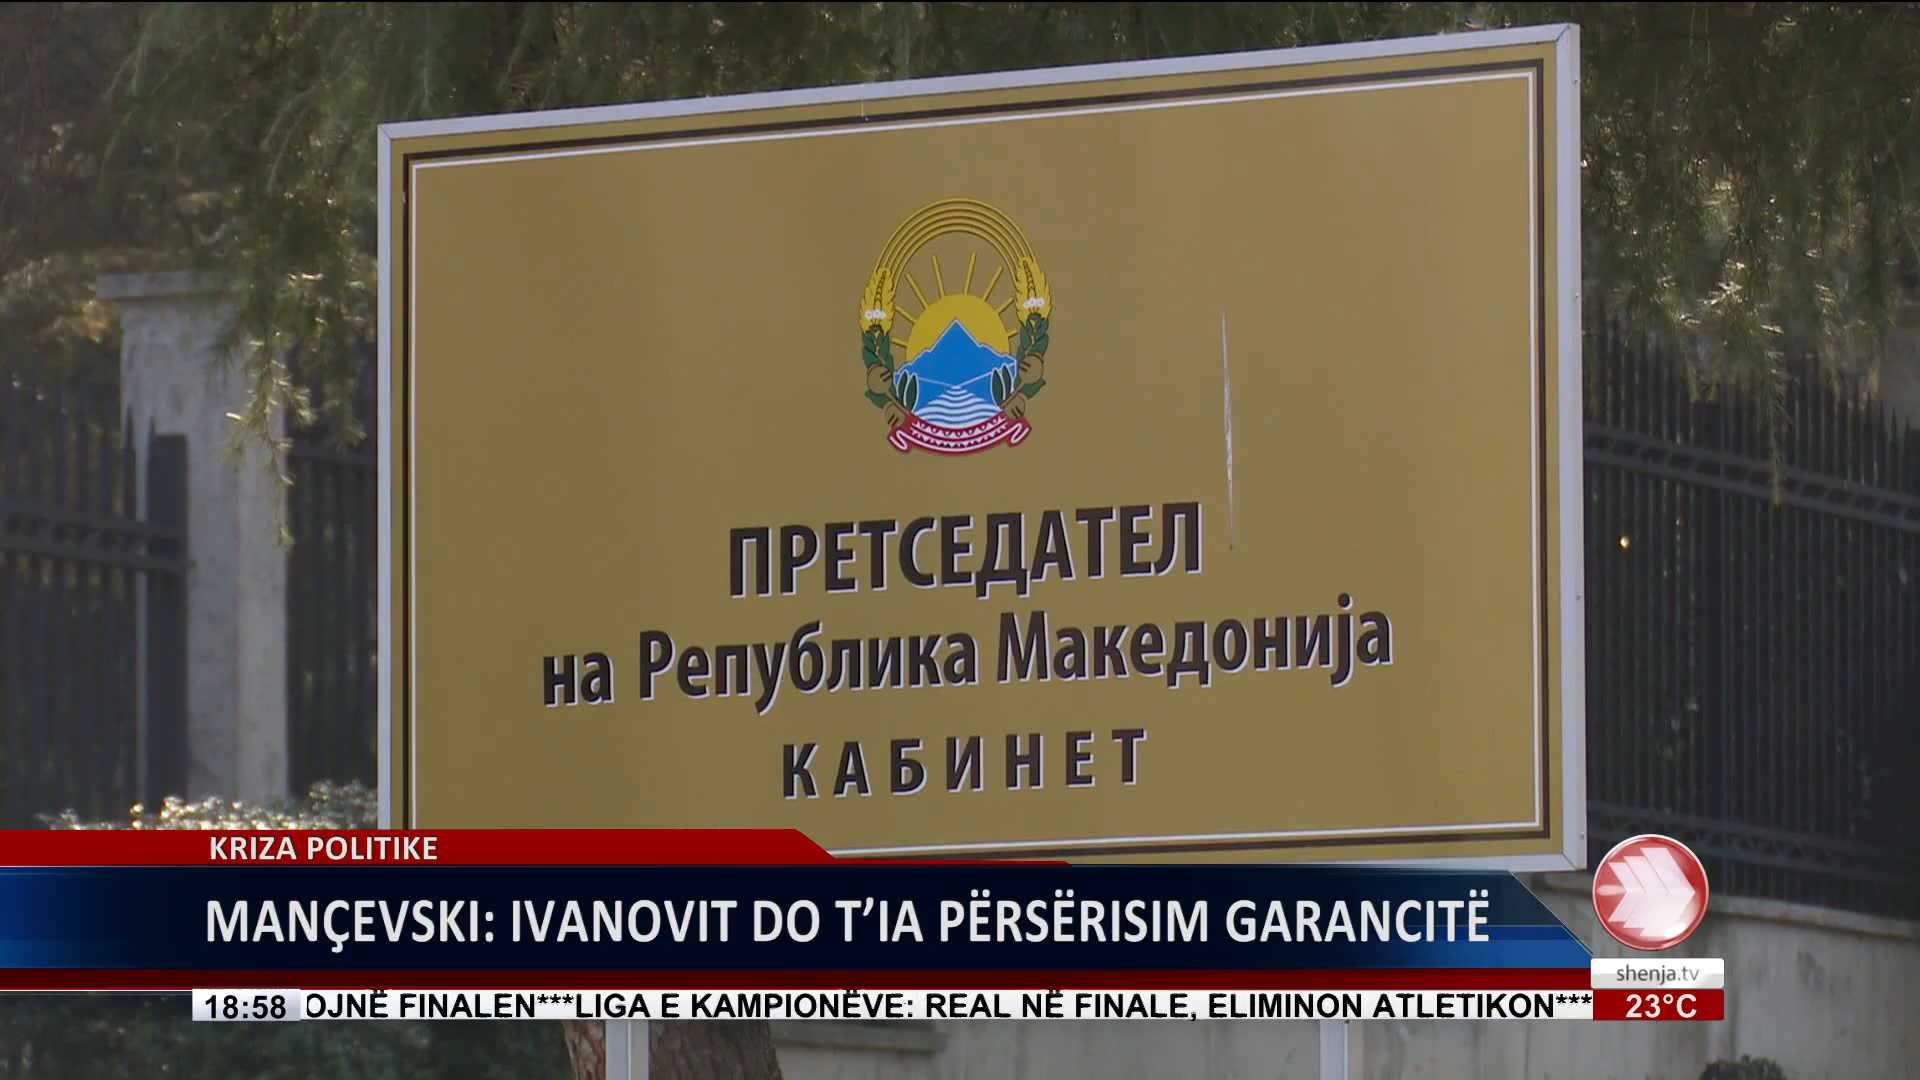 ПРЕТСЕДАТЕЛ
на Република Македонија
КАБИНЕТ
KRIZA POLITIKE
MANÇEVSKI: IVANOVIT DO T’IA PËRSËRISIM GARANCITË
shenja.tv
18:58 OJNË FINALEN***LIGA E KAMPIONËVE: REAL NË FINALE, ELIMINON ATLETIKON*** 23°C